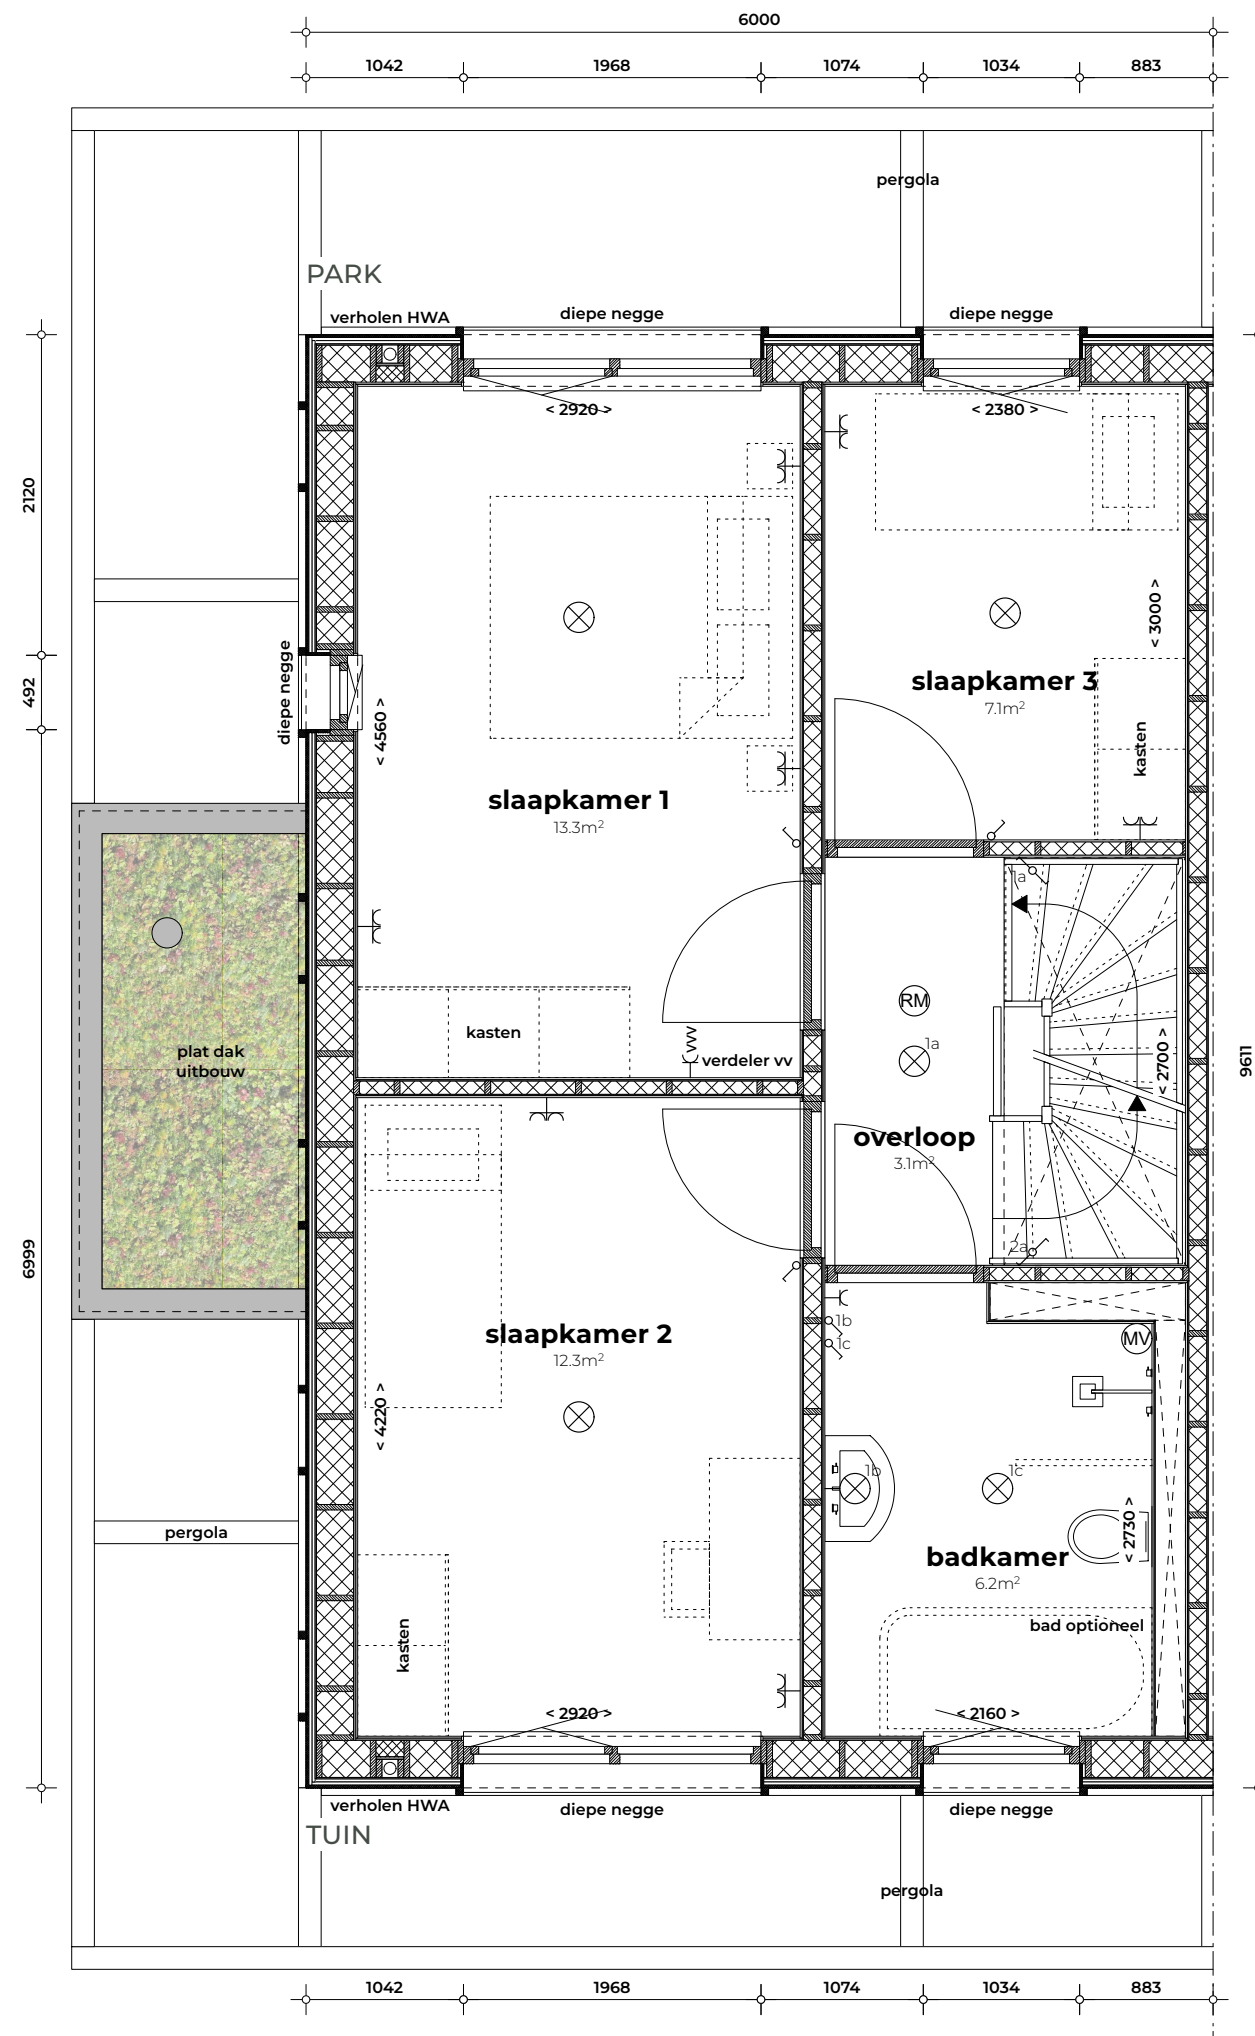 6000
1042
1968
1074
1034
883
pergola
PARK
verholen HWA
diepe negge
diepe negge
< 2920 >
< 2380 >
2120
492
6999
9611
diepe negge
< 4560 >
< 3000 >
slaapkamer 3
7.1m²
kasten
slaapkamer 1
13.3m²
1a
kasten
vvv
verdeler vv
RM
1a
< 2700 >
plat dak
uitbouw
overloop
3.1m²
2a
slaapkamer 2
12.3m²
1b
1c
MV
< 4220 >
1b
1c
< 2730 >
pergola
badkamer
6.2m²
kasten
bad optioneel
< 2920 >
< 2160 >
verholen HWA
diepe negge
diepe negge
TUIN
pergola
1042
1968
1074
1034
883